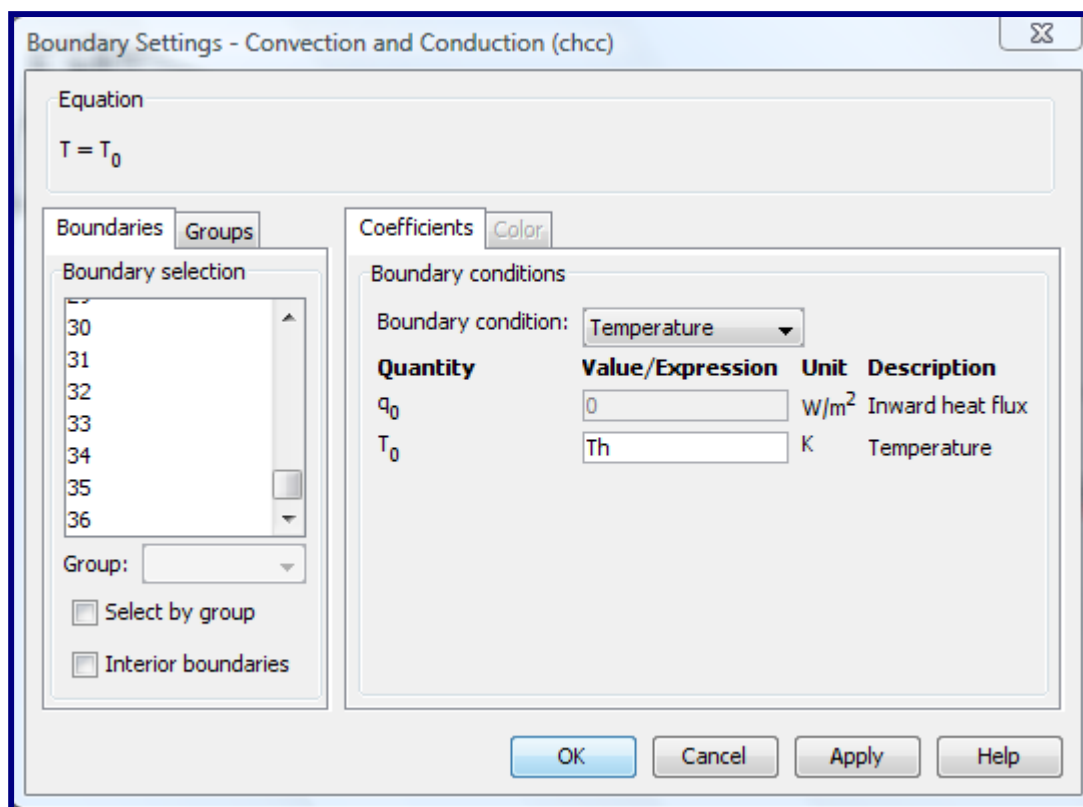 Boundary Settings - Convection and Conduction (chcc)
Equation
T = T0
Boundaries Groups
Boundary selection
30
31
32
33
34
35
36
Group:
Select by group
Interior boundaries
Coefficients Color
Boundary conditions
Boundary condition: Temperature
Quantity Value/Expression Unit Description
q0 0 W/m² Inward heat flux
T0 Th K Temperature
OK Cancel Apply Help